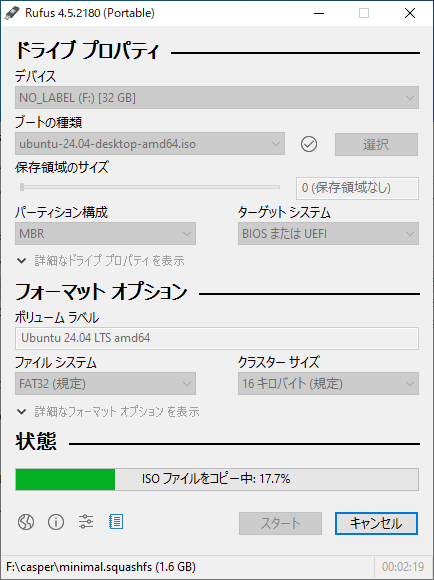 Rufus 4.5.2180 (Portable)
ドライブ プロパティ
デバイス
NO_LABEL (F:) [32 GB]
ブートの種類
ubuntu-24.04-desktop-amd64.iso
選択
保存領域のサイズ
0 (保存領域なし)
パーティション構成
ターゲット システム
MBR
BIOS または UEFI
詳細なドライブ プロパティを表示
フォーマット オプション
ボリューム ラベル
Ubuntu 24.04 LTS amd64
ファイル システム
クラスター サイズ
FAT32 (規定)
16 キロバイト (規定)
詳細なフォーマット オプションを表示
状態
ISO ファイルをコピー中: 17.7%
スタート
キャンセル
F:\casper\minimal.squashfs (1.6 GB)
00:02:19